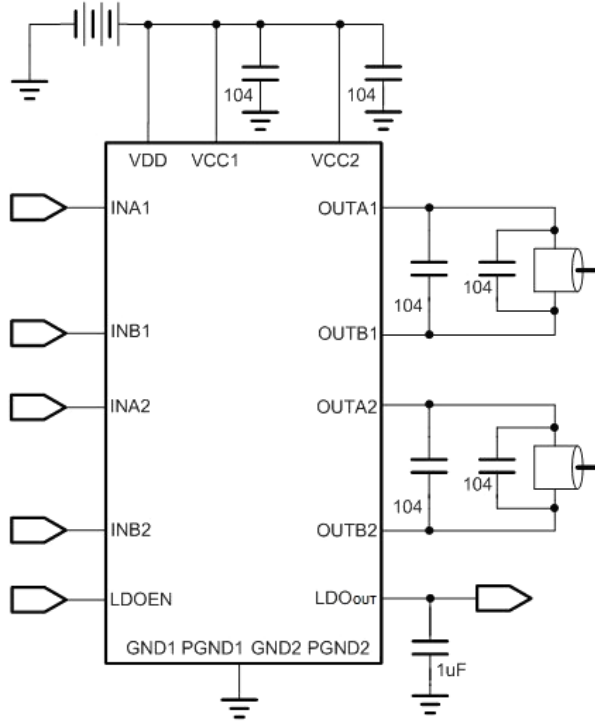 104 104
VDD VCC1 VCC2
INA1 OUTA1
104 104
INB1 OUTB1
INA2 OUTA2
104 104
INB2 OUTB2
LDOEN LDOOUT
GND1 PGND1 GND2 PGND2
1uF